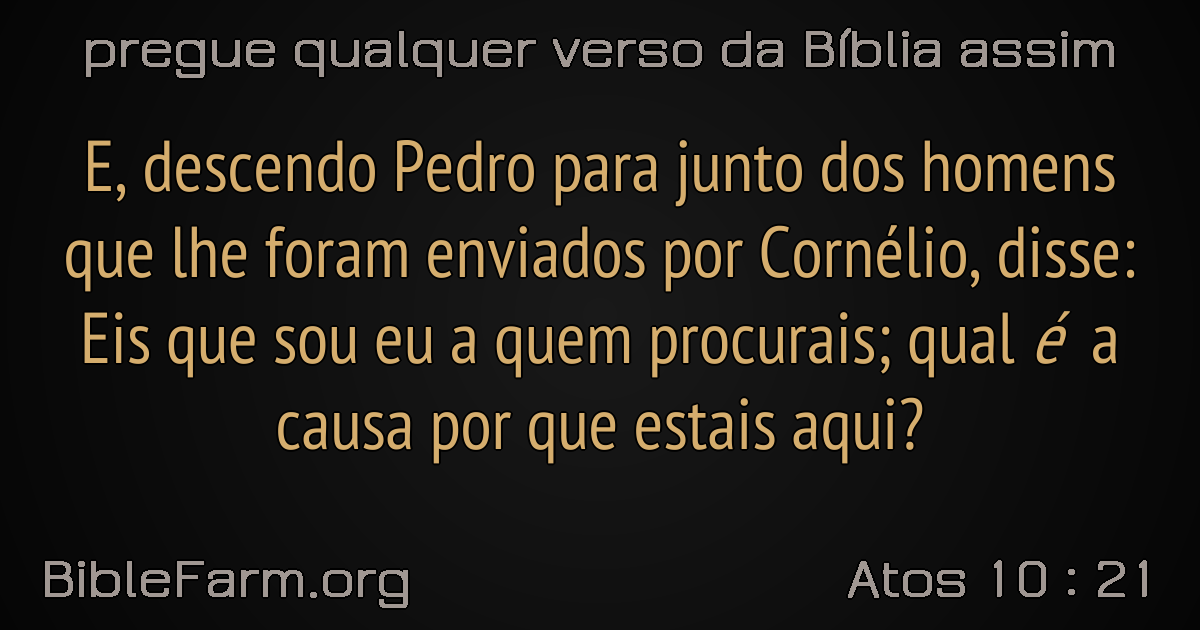 pregue qualquer verso da Bíblia assim
E, descendo Pedro para junto dos homens
que lhe foram enviados por Cornélio, disse:
Eis que sou eu a quem procurais; qual é a
causa por que estais aqui?
BibleFarm.org
Atos 10 : 21